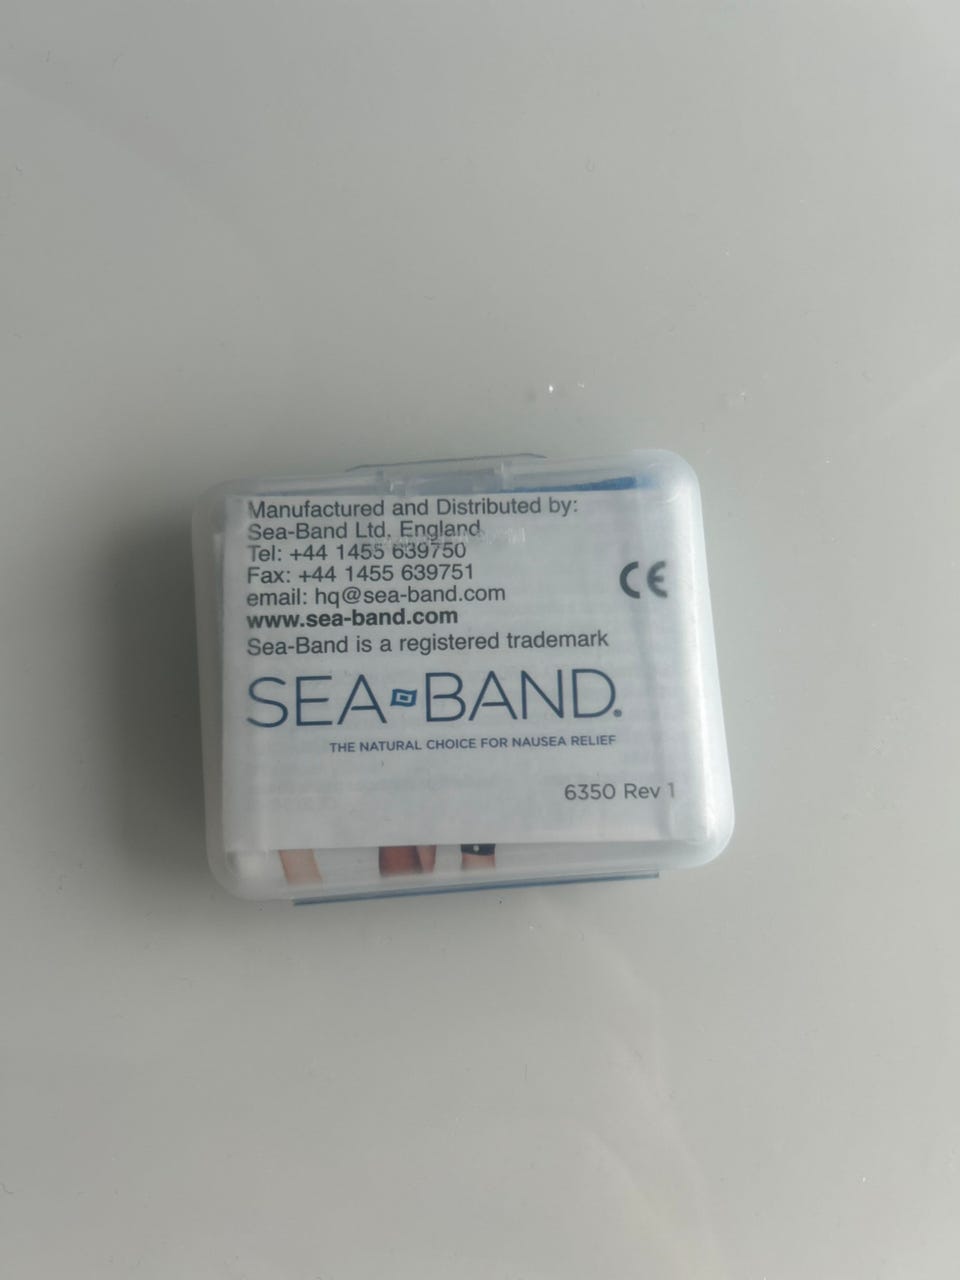 Manufactured and Distributed by:
Sea-Band Ltd, England
Tel: +44 1455 639750
Fax: +44 1455 639751
email: hq@sea-band.com
www.sea-band.com
Sea-Band is a registered trademark
CE
SEA-BAND®
THE NATURAL CHOICE FOR NAUSEA RELIEF
6350 Rev 1